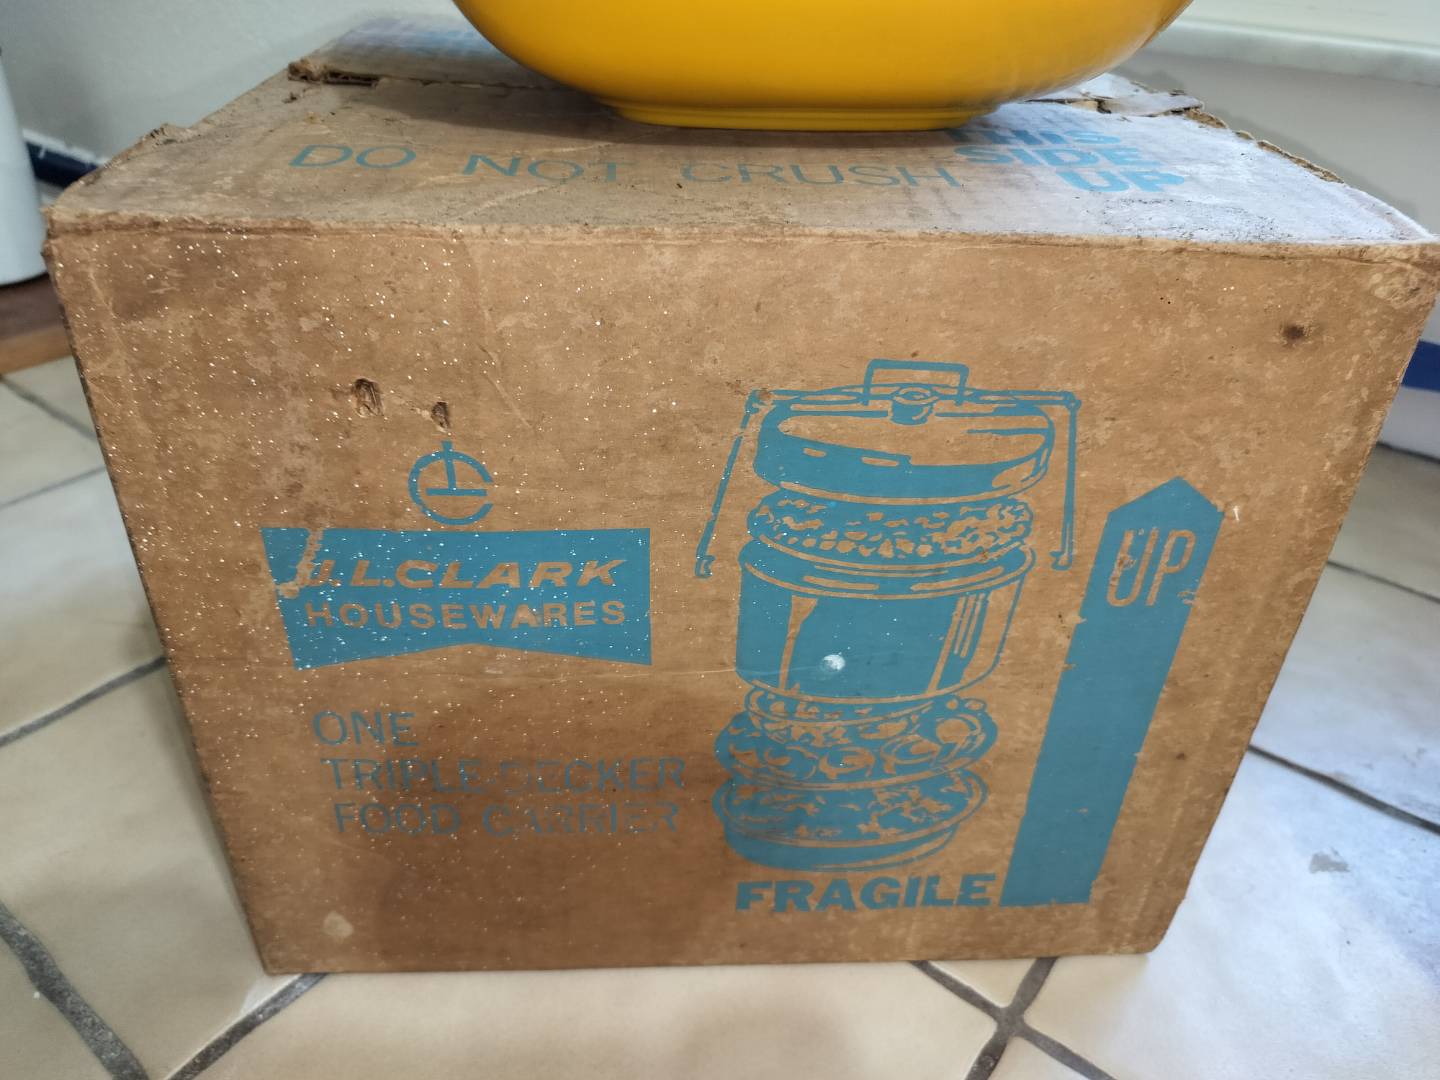 DO NOT CRUSH
THIS
SIDE
UP
J.L.CLARK
HOUSEWARES
ONE
TRIPLE-DECKER
FOOD CARRIER
UP
FRAGILE